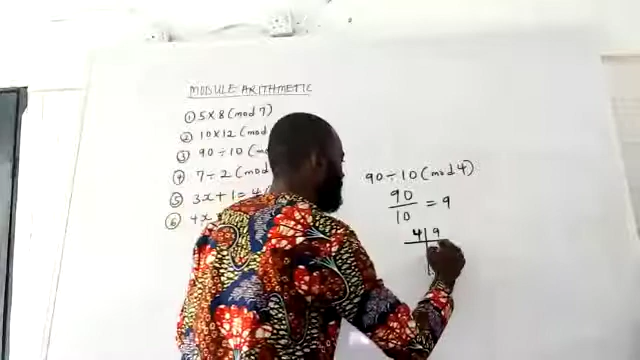 MODULE ARITHMETIC
① 5 x 8 (mod 7)
② 10 x 12 (mod
③ 90 ÷ 10 (mo
④ 7 ÷ 2 (mod
⑤ 3x + 1 = 4
⑥ 4x
90 ÷ 10 (mod 4)
90
10
= 9
4 | 9